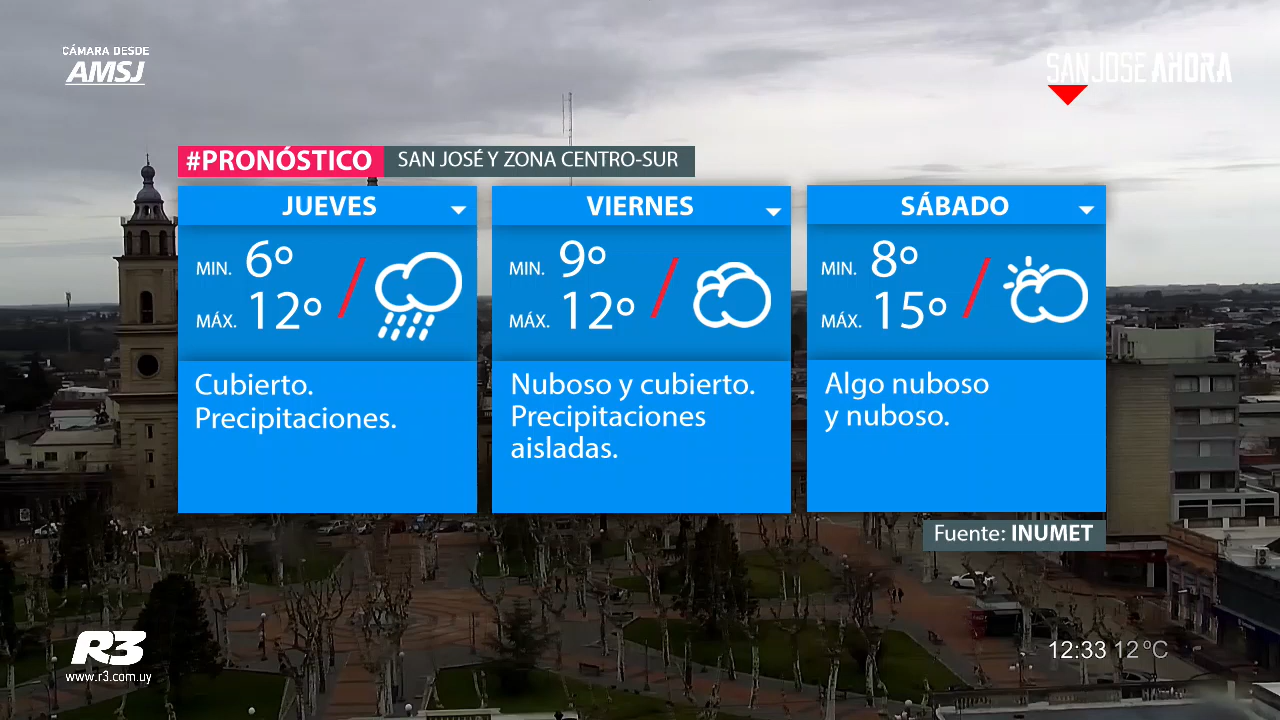 CÁMARA DESDE
AMSJ
SAN JOSE AHORA
#PRONÓSTICO
SAN JOSÉ Y ZONA CENTRO-SUR
JUEVES
MIN. 6º
MÁX. 12º
Cubierto.
Precipitaciones.
VIERNES
MIN. 9º
MÁX. 12º
Nuboso y cubierto.
Precipitaciones
aisladas.
SÁBADO
MIN. 8º
MÁX. 15º
Algo nuboso
y nuboso.
Fuente: INUMET
R3
www.r3.com.uy
12:33 12 ºC